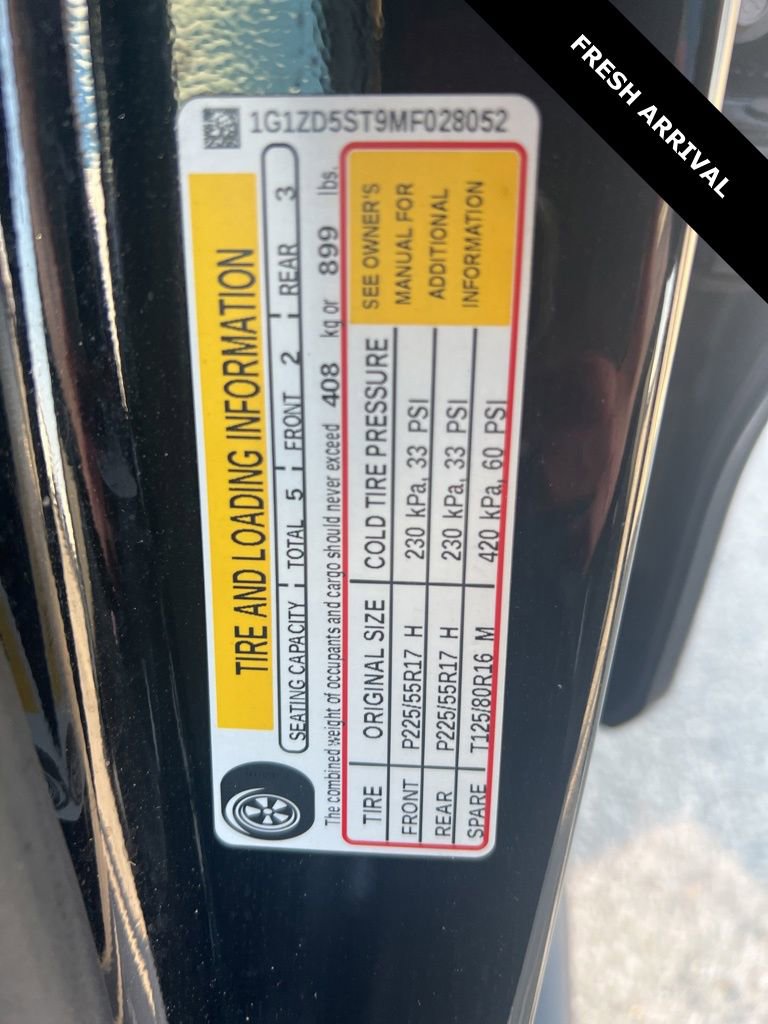 FRESH ARRIVAL
1G1ZD5ST9MF028052
TIRE AND LOADING INFORMATION
SEATING CAPACITY TOTAL 5 FRONT 2 REAR 3
The combined weight of occupants and cargo should never exceed 408 kg or 899 lbs.
TIRE ORIGINAL SIZE COLD TIRE PRESSURE
FRONT P225/55R17 H 230 kPa, 33 PSI
REAR P225/55R17 H 230 kPa, 33 PSI
SPARE T125/80R16 M 420 kPa, 60 PSI
SEE OWNER'S
MANUAL FOR
ADDITIONAL
INFORMATION